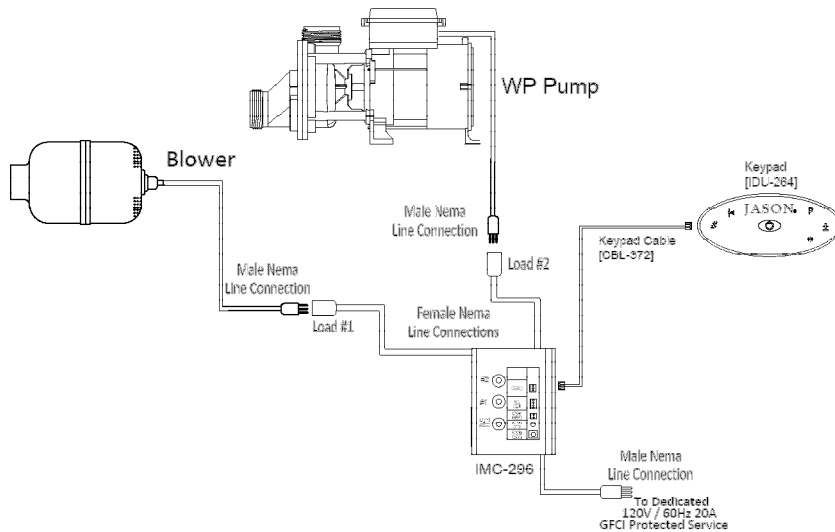 WP Pump
Blower
Keypad
[IDU-264]
JASON
Male Nema
Line Connection
Keypad Cable
[CBL-372]
Load #2
Male Nema
Line Connection
Load #1
Female Nema
Line Connections
#2
#1
IMC-296
Male Nema
Line Connection
To Dedicated
120V / 60Hz 20A
GFCI Protected Service